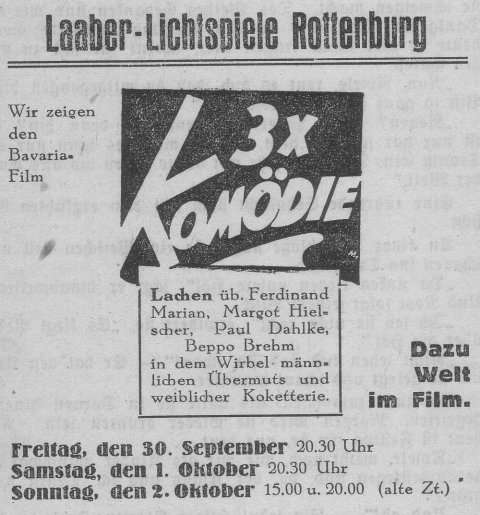 Laaber-Lichtspiele Rottenburg
Wir zeigen
den
Bavaria-
Film
3x
KOMÖDIE
Lachen üb. Ferdinand
Marian, Margot Hiel-
scher, Paul Dahlke,
Beppo Brehm
in dem Wirbel männ-
lichen Übermuts und
weiblicher Koketterie.
Dazu
Welt
im Film.
Freitag, den 30. September 20.30 Uhr
Samstag, den 1. Oktober 20.30 Uhr
Sonntag, den 2. Oktober 15.00 u. 20.00 (alte Zt.)